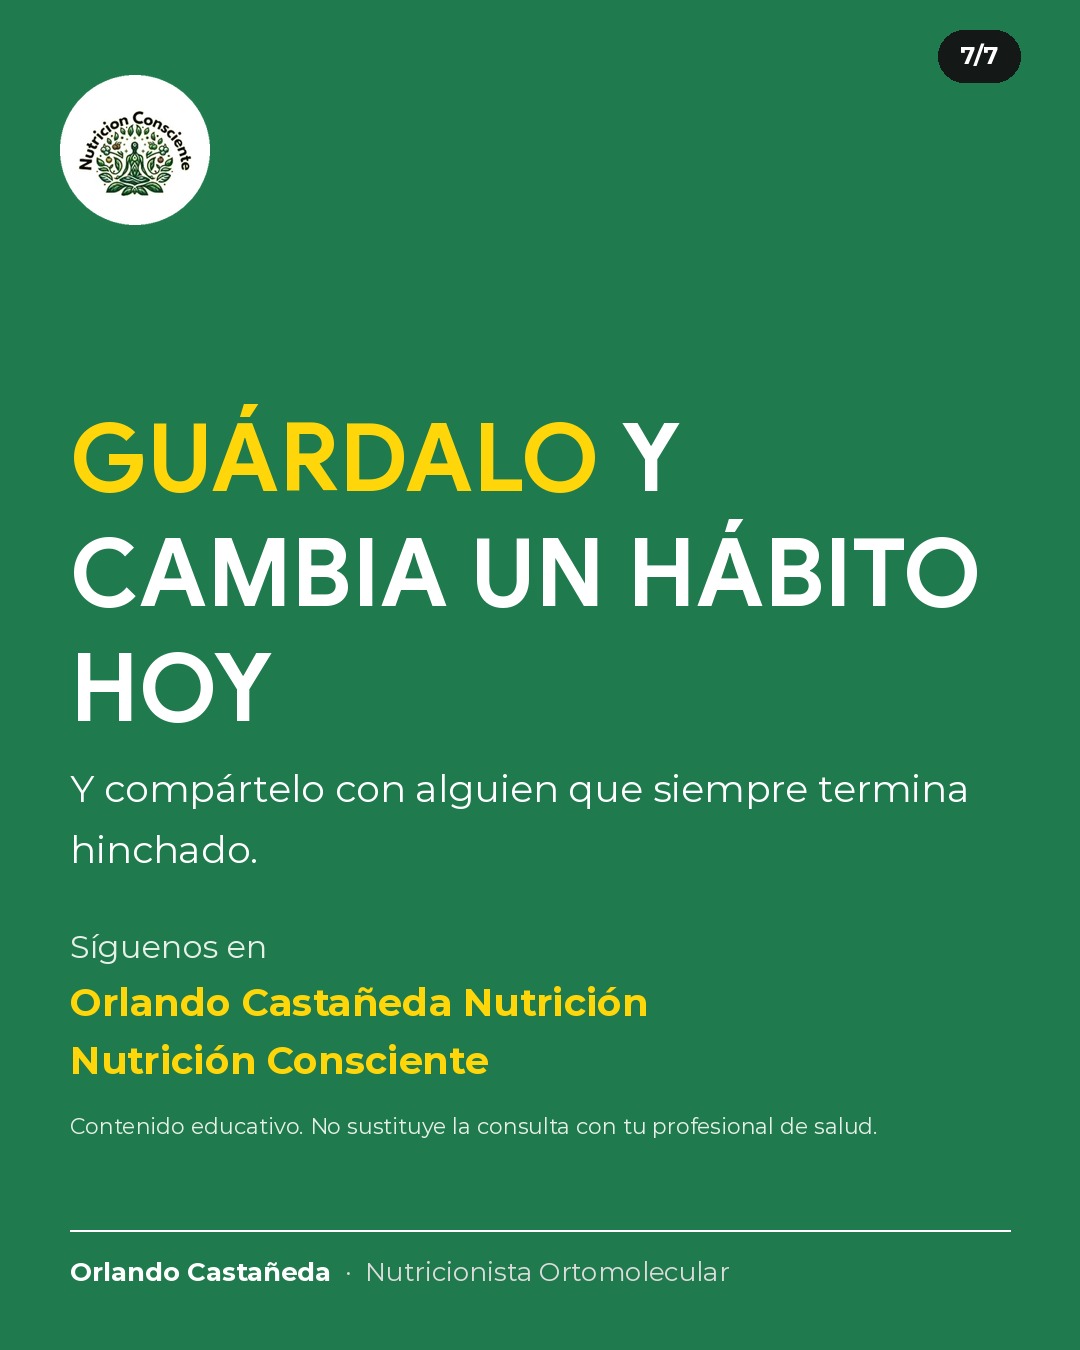 7/7
Nutricion Consciente
GUÁRDALO Y
CAMBIA UN HÁBITO
HOY
Y compártelo con alguien que siempre termina
hinchado.
Síguenos en
Orlando Castañeda Nutrición
Nutrición Consciente
Contenido educativo. No sustituye la consulta con tu profesional de salud.
Orlando Castañeda · Nutricionista Ortomolecular